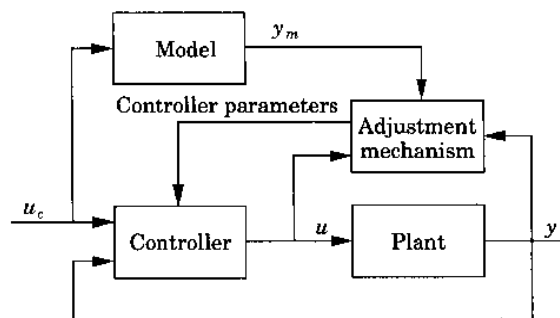 Model
y_m
Controller parameters
Adjustment
mechanism
u_c
Controller
u
Plant
y